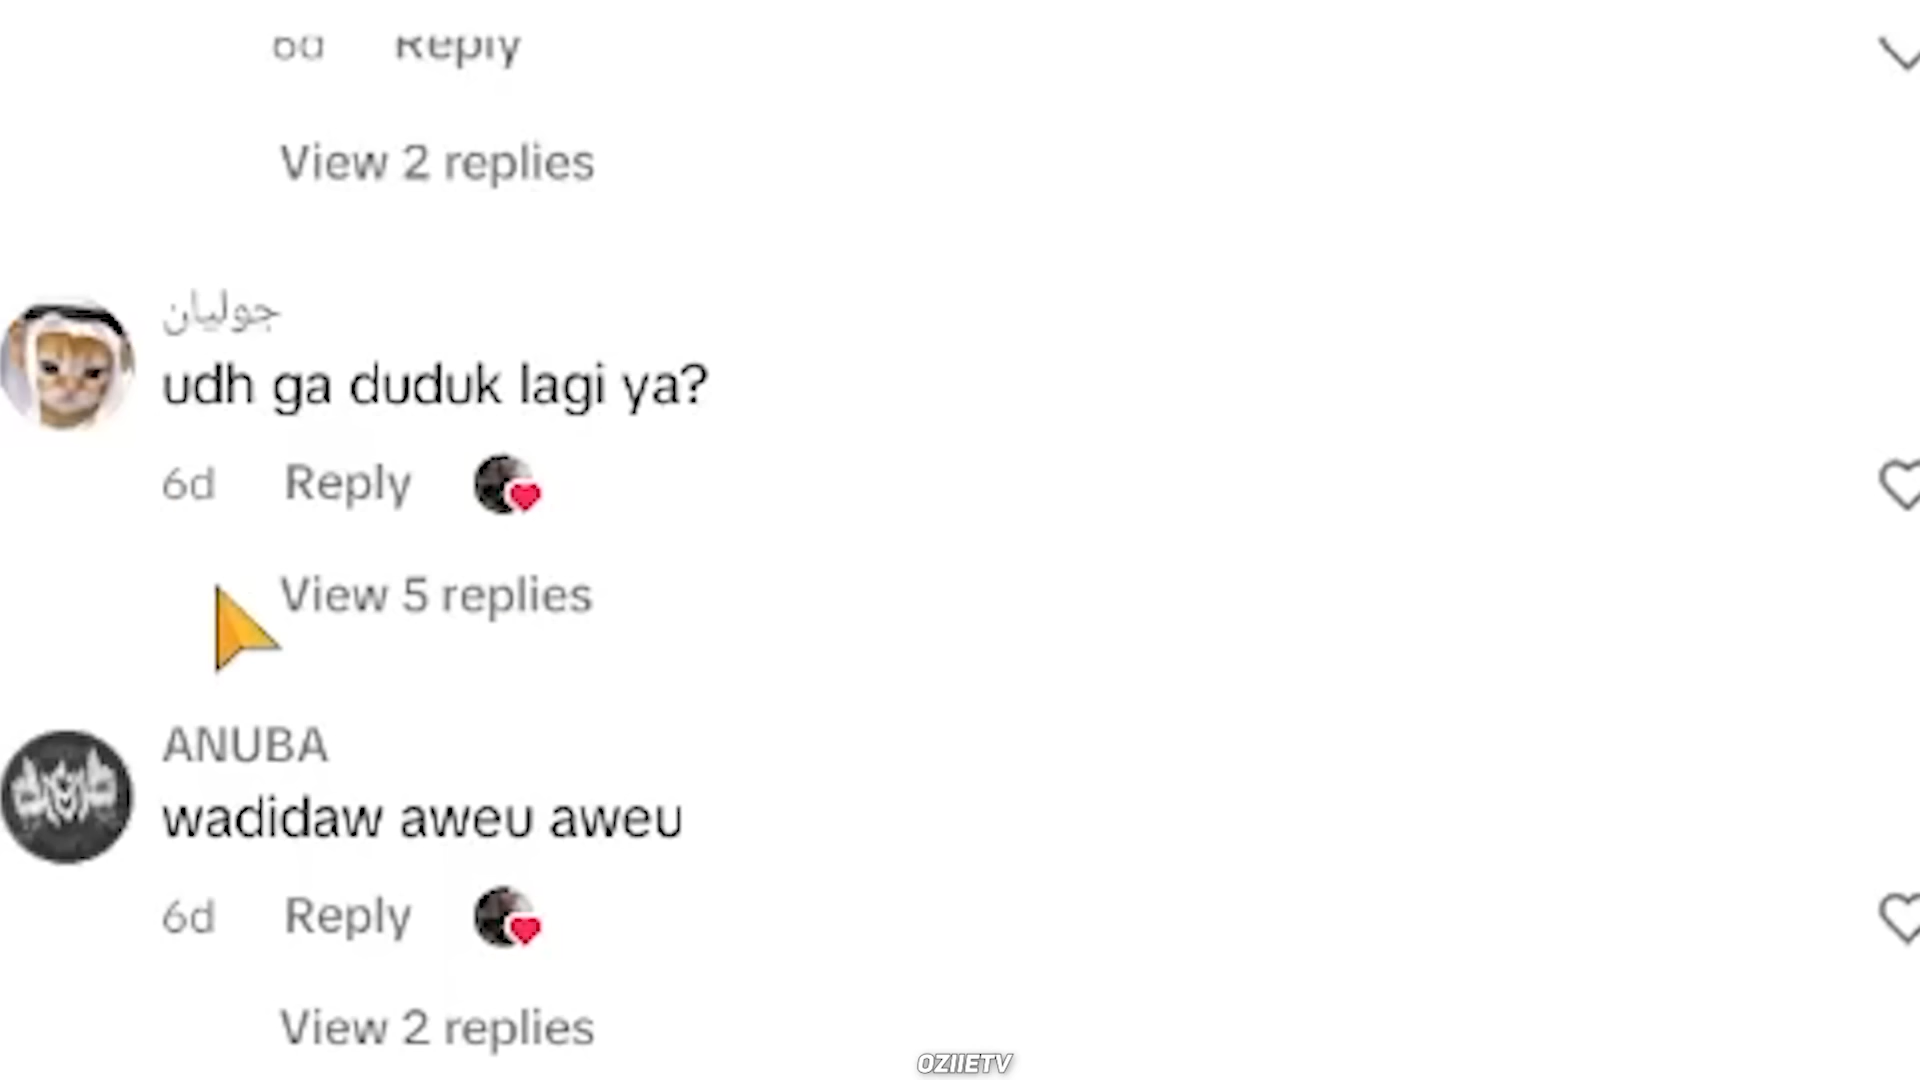 6d Reply
View 2 replies
جوليان
udh ga duduk lagi ya?
6d Reply
View 5 replies
ANUBA
wadidaw aweu aweu
6d Reply
View 2 replies
OZIIETV